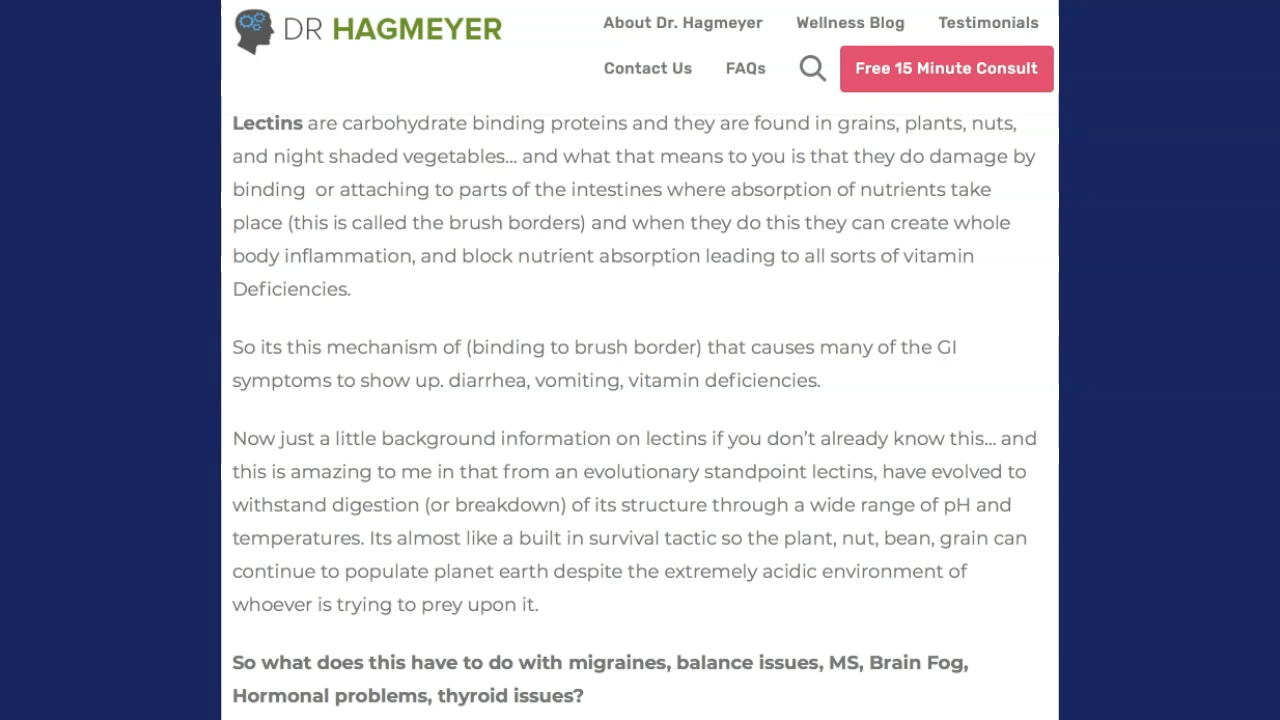 DR HAGMEYER
About Dr. Hagmeyer Wellness Blog Testimonials
Contact Us FAQs Free 15 Minute Consult
Lectins are carbohydrate binding proteins and they are found in grains, plants, nuts,
and night shaded vegetables… and what that means to you is that they do damage by
binding or attaching to parts of the intestines where absorption of nutrients take
place (this is called the brush borders) and when they do this they can create whole
body inflammation, and block nutrient absorption leading to all sorts of vitamin
Deficiencies.
So its this mechanism of (binding to brush border) that causes many of the GI
symptoms to show up. diarrhea, vomiting, vitamin deficiencies.
Now just a little background information on lectins if you don’t already know this… and
this is amazing to me in that from an evolutionary standpoint lectins, have evolved to
withstand digestion (or breakdown) of its structure through a wide range of pH and
temperatures. Its almost like a built in survival tactic so the plant, nut, bean, grain can
continue to populate planet earth despite the extremely acidic environment of
whoever is trying to prey upon it.
So what does this have to do with migraines, balance issues, MS, Brain Fog,
Hormonal problems, thyroid issues?